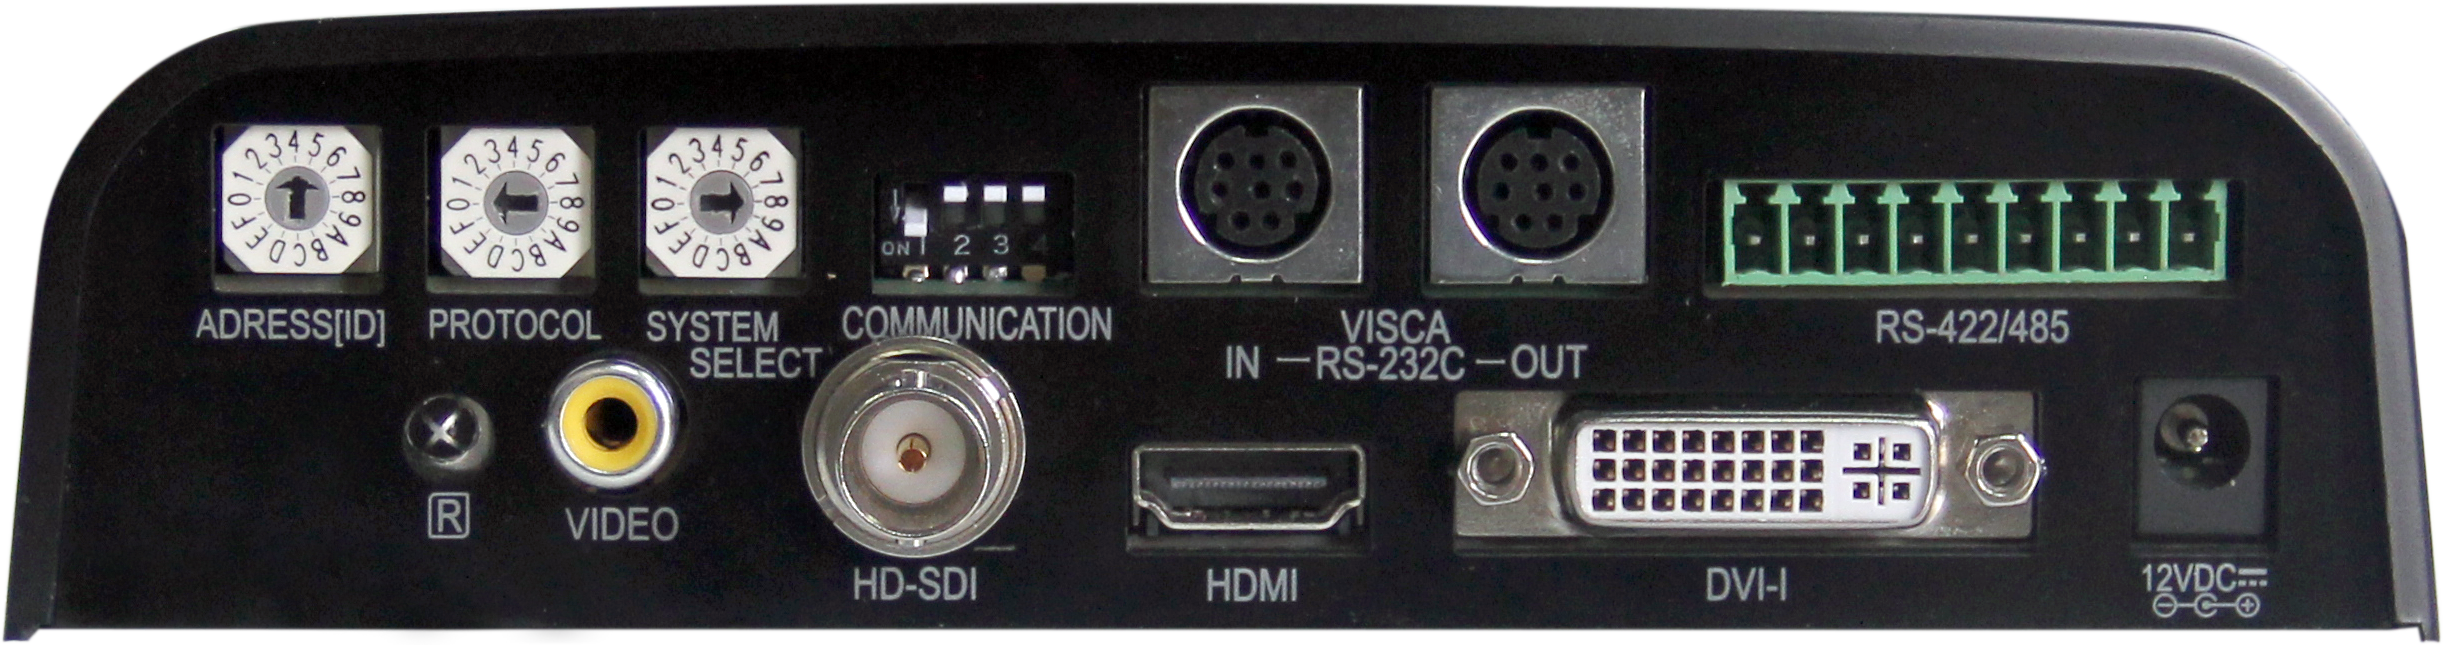 0123456789ABCDEF
0123456789ABCDEF
0123456789ABCDEF
ON 1 2 3 4
ADRESS[ID]
PROTOCOL
SYSTEM
SELECT
COMMUNICATION
VISCA
IN —RS-232C— OUT
RS-422/485
R
VIDEO
HD-SDI
HDMI
DVI-I
12VDC